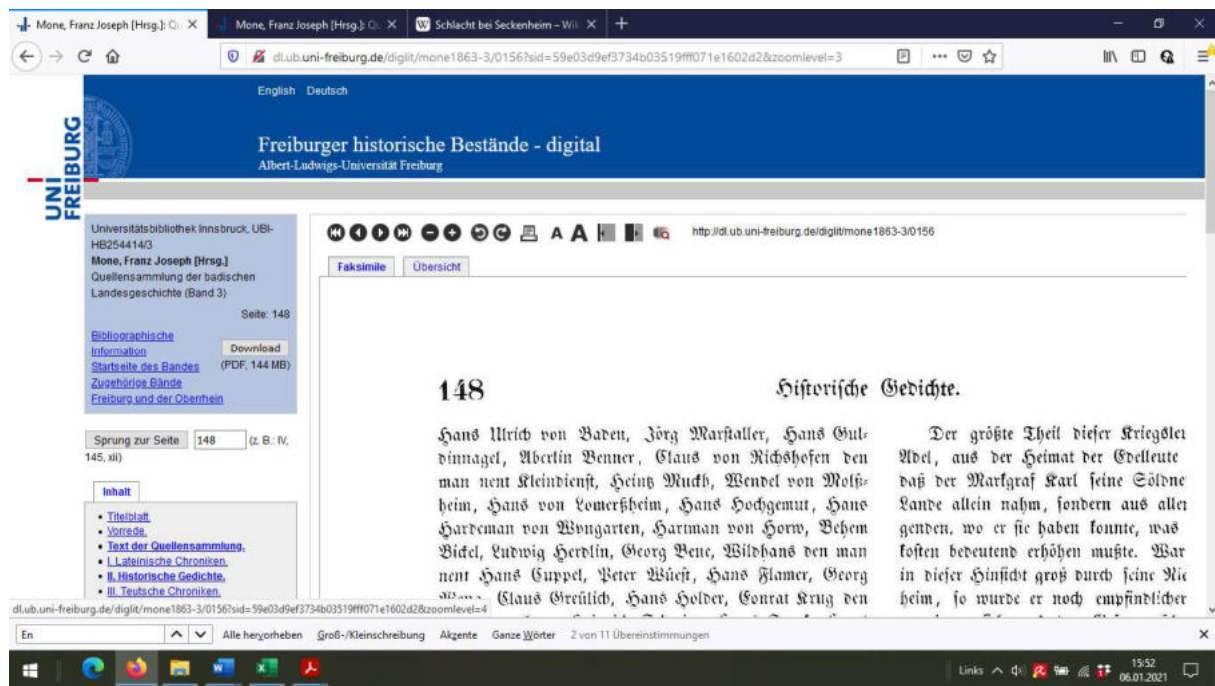 Mone, Franz Joseph [Hrsg.]: Q
Mone, Franz Joseph [Hrsg.]: Q
Schlacht bei Seckenheim – Wi
dl.ub.uni-freiburg.de/diglit/mone1863-3/0156?sid=59e03d9ef3734b03519fff071e1602d2&zoomlevel=3
English Deutsch
UNI
FREIBURG
Freiburger historische Bestände - digital
Albert-Ludwigs-Universität Freiburg
Universitätsbibliothek Innsbruck, UBI-
HB254414/3
Mone, Franz Joseph [Hrsg.]
Quellensammlung der badischen
Landesgeschichte (Band 3)
Seite: 148
Bibliographische
Information
Startseite des Bandes
Zugehörige Bände
Freiburg und der Oberrhein
Download
(PDF, 144 MB)
Sprung zur Seite 148 (z. B.: IV,
145, xii)
Inhalt
• Titelblatt.
• Vorrede.
• Text der Quellensammlung.
• I. Lateinische Chroniken.
• II. Historische Gedichte.
• III. Teutsche Chroniken.
A A http://dl.ub.uni-freiburg.de/diglit/mone1863-3/0156
Faksimile Übersicht
148 Historische Gedichte.
Hans Ulrich von Baden, Jörg Marstaller, Hans Gul-
dinnagel, Aberlin Benner, Claus von Richshofen den
man nent Kleindienst, Heintz Muckh, Wendel von Molß-
heim, Hans von Lomerßheim, Hans Hochgemut, Hans
Hardeman von Wyngarten, Hartman von Horw, Behem
Bickel, Ludwig Herdlin, Georg Bene, Wildhans den man
nent Hans Cuppel, Peter Wüest, Hans Flamer, Georg
Claus Greülich, Hans Holder, Conrat Krug den
Der größte Theil dieser Kriegsleu
Adel, aus der Heimat der Edelleute
daß der Markgraf Karl seine Söldne
Lande allein nahm, sondern aus allen
genden, wo er sie haben konnte, was
kosten bedeutend erhöhen mußte. War
in dieser Hinsicht groß durch seine Nie
heim, so wurde er noch empfindlicher
dl.ub.uni-freiburg.de/diglit/mone1863-3/0156?sid=59e03d9ef3734b03519fff071e1602d2&zoomlevel=4
En Alle hervorheben Groß-/Kleinschreibung Akzente Ganze Wörter 2 von 11 Übereinstimmungen
Links 15:52
06.01.2021